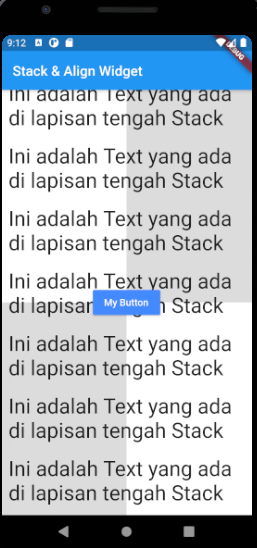 9:12
DEBUG
Stack & Align Widget
Ini adalah Text yang ada
di lapisan tengah Stack
Ini adalah Text yang ada
di lapisan tengah Stack
Ini adalah Text yang ada
di lapisan tengah Stack
Ini adalah Text yang ada
di lapisan
My Button
Stack
Ini adalah Text yang ada
di lapisan tengah Stack
Ini adalah Text yang ada
di lapisan tengah Stack
Ini adalah Text yang ada
di lapisan tengah Stack